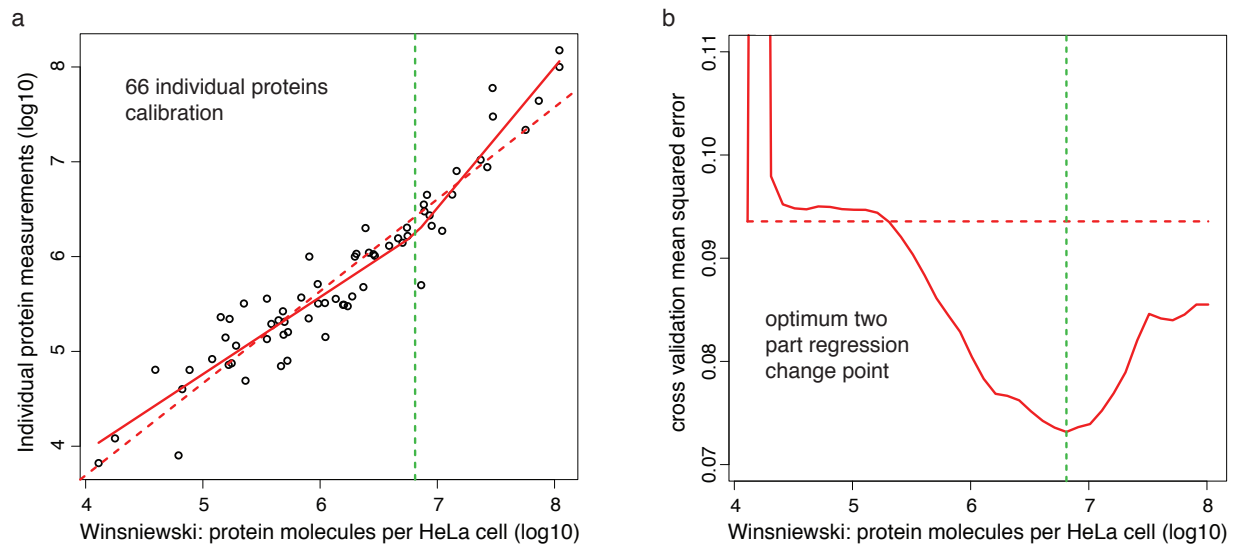 a
Individual protein measurements (log10)
8
7
6
5
4
66 individual proteins
calibration
4 5 6 7 8
Winsniewski: protein molecules per HeLa cell (log10)
b
cross validation mean squared error
0.11
0.10
0.09
0.08
0.07
optimum two
part regression
change point
4 5 6 7 8
Winsniewski: protein molecules per HeLa cell (log10)